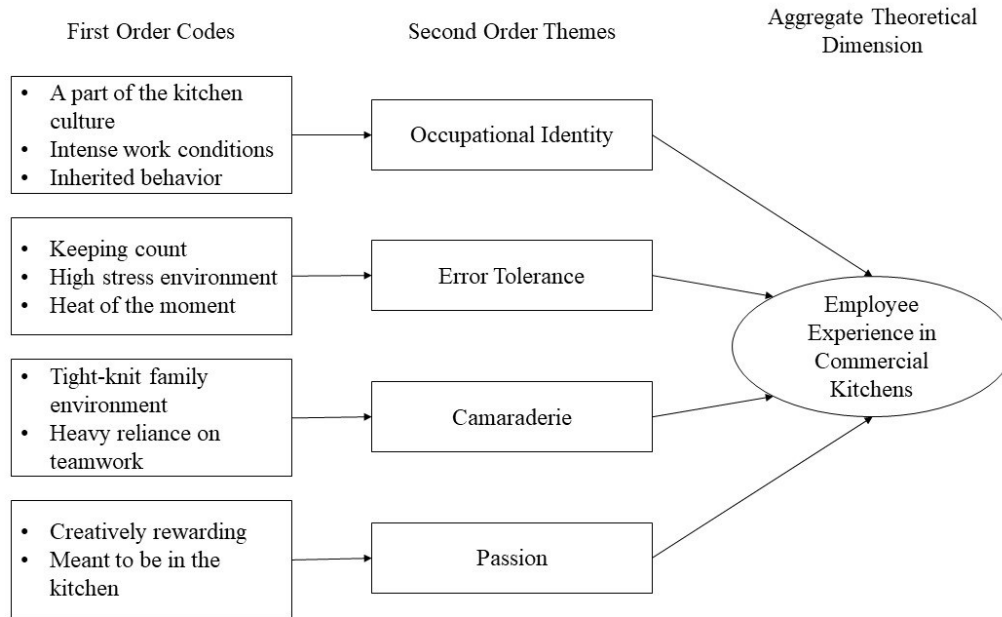 First Order Codes
Second Order Themes
Aggregate Theoretical
Dimension
• A part of the kitchen
culture
• Intense work conditions
• Inherited behavior
Occupational Identity
• Keeping count
• High stress environment
• Heat of the moment
Error Tolerance
• Tight-knit family
environment
• Heavy reliance on
teamwork
Camaraderie
• Creatively rewarding
• Meant to be in the
kitchen
Passion
Employee
Experience in
Commercial
Kitchens